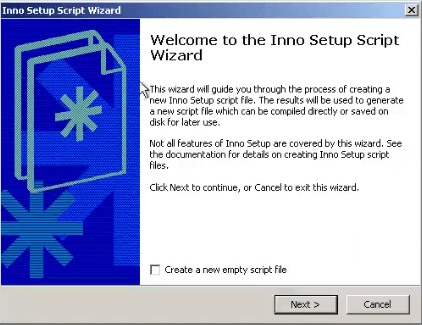 Inno Setup Script Wizard
Welcome to the Inno Setup Script
Wizard
This wizard will guide you through the process of creating a
new Inno Setup script file. The results will be used to generate
a new script file which can be compiled directly or saved on
disk for later use.
Not all features of Inno Setup are covered by this wizard. See
the documentation for details on creating Inno Setup script
files.
Click Next to continue, or Cancel to exit this wizard.
Create a new empty script file
Next >
Cancel